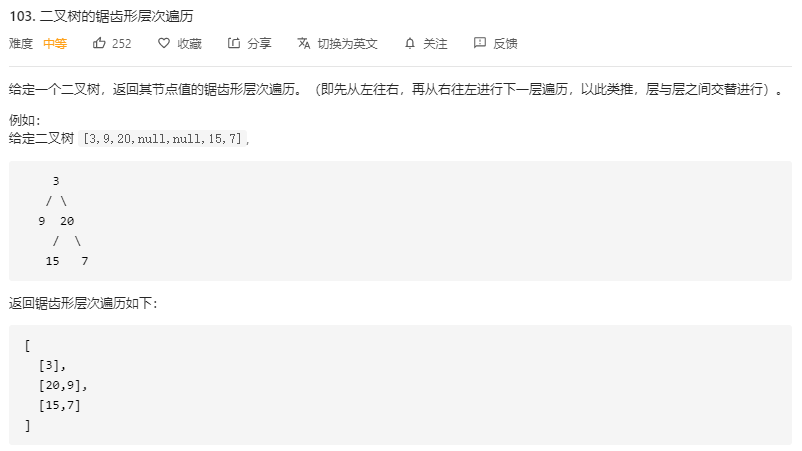 103. 二叉树的锯齿形层次遍历
难度 中等 252 收藏 分享 切换为英文 关注 反馈
给定一个二叉树，返回其节点值的锯齿形层次遍历。（即先从左往右，再从右往左进行下一层遍历，以此类推，层与层之间交替进行）。
例如：
给定二叉树 [3,9,20,null,null,15,7],
3
/ \
9 20
/ \
15 7
返回锯齿形层次遍历如下：
[
[3],
[20,9],
[15,7]
]